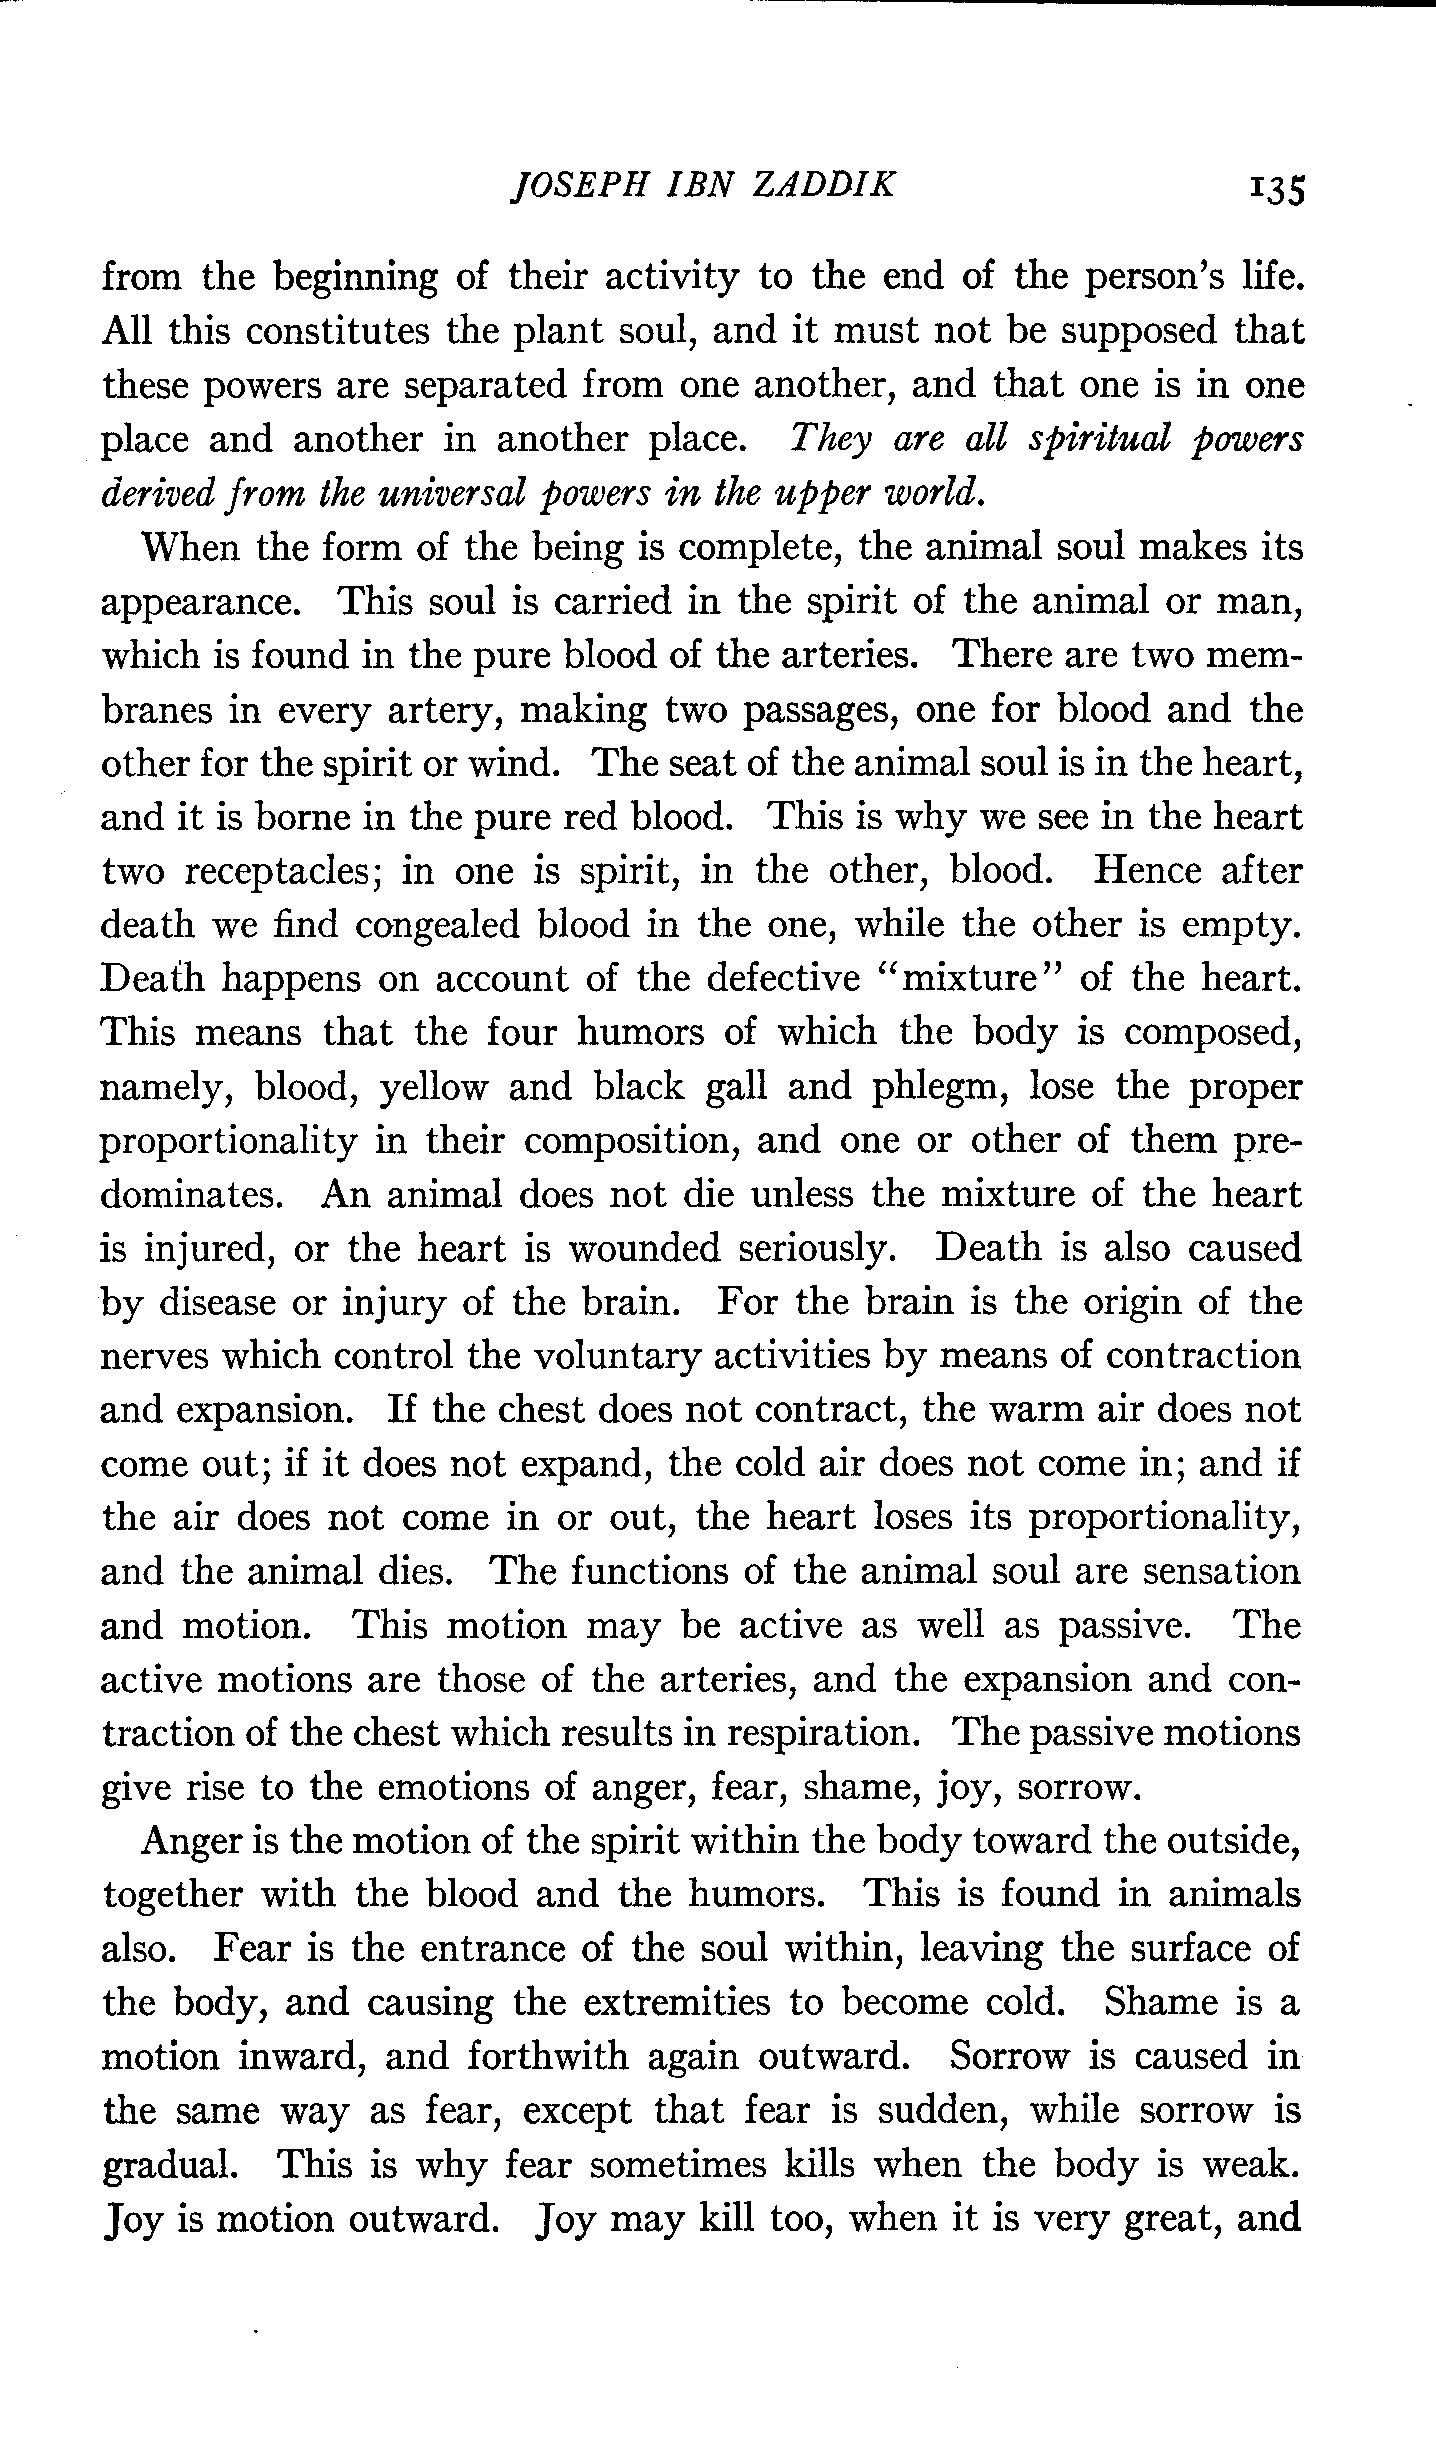 JOSEPH IBN ZADDIK 135
from the beginning of their activity to the end of the person's life.
All this constitutes the plant soul, and it must not be supposed that
these powers are separated from one another, and that one is in one
place and another in another place. They are all spiritual powers
derived from the universal powers in the upper world.
When the form of the being is complete, the animal soul makes its
appearance. This soul is carried in the spirit of the animal or man,
which is found in the pure blood of the arteries. There are two mem-
branes in every artery, making two passages, one for blood and the
other for the spirit or wind. The seat of the animal soul is in the heart,
and it is borne in the pure red blood. This is why we see in the heart
two receptacles; in one is spirit, in the other, blood. Hence after
death we find congealed blood in the one, while the other is empty.
Death happens on account of the defective "mixture" of the heart.
This means that the four humors of which the body is composed,
namely, blood, yellow and black gall and phlegm, lose the proper
proportionality in their composition, and one or other of them pre-
dominates. An animal does not die unless the mixture of the heart
is injured, or the heart is wounded seriously. Death is also caused
by disease or injury of the brain. For the brain is the origin of the
nerves which control the voluntary activities by means of contraction
and expansion. If the chest does not contract, the warm air does not
come out; if it does not expand, the cold air does not come in; and if
the air does not come in or out, the heart loses its proportionality,
and the animal dies. The functions of the animal soul are sensation
and motion. This motion may be active as well as passive. The
active motions are those of the arteries, and the expansion and con-
traction of the chest which results in respiration. The passive motions
give rise to the emotions of anger, fear, shame, joy, sorrow.
Anger is the motion of the spirit within the body toward the outside,
together with the blood and the humors. This is found in animals
also. Fear is the entrance of the soul within, leaving the surface of
the body, and causing the extremities to become cold. Shame is a
motion inward, and forthwith again outward. Sorrow is caused in
the same way as fear, except that fear is sudden, while sorrow is
gradual. This is why fear sometimes kills when the body is weak.
Joy is motion outward. Joy may kill too, when it is very great, and